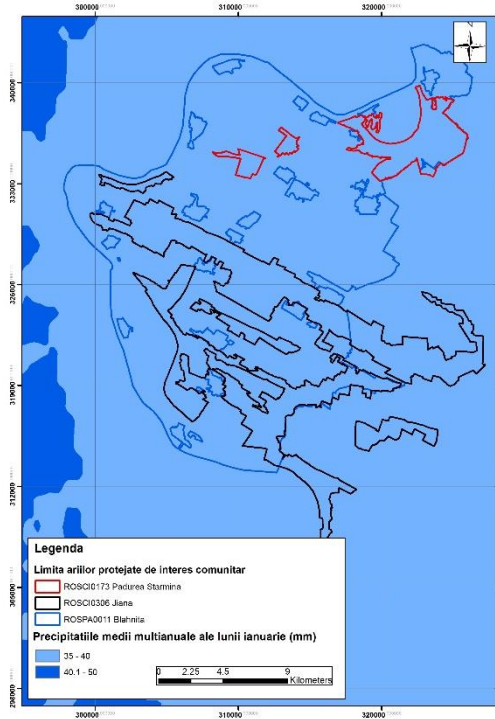 300000
310000
320000
340000
333000
326000
319000
312000
Legenda
Limita ariilor protejate de interes comunitar
ROSCI0173 Padurea Starmina
ROSCI0306 Jiana
ROSPA0011 Blahnita
Precipitatiile medii multianuale ale lunii ianuarie (mm)
35 - 40
40.1 - 50
0 2.25 4.5 9
Kilometers
300000
310000
320000